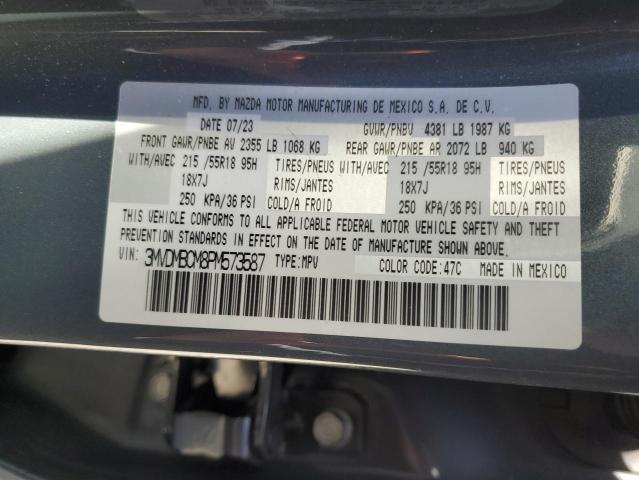 MFD. BY MAZDA MOTOR MANUFACTURING DE MEXICO S.A. DE C.V.
DATE 07/23 GVWR/PNBV 4381 LB 1987 KG
FRONT GAWR/PNBE AV 2355 LB 1068 KG REAR GAWR/PNBE AR 2072 LB 940 KG
WITH/AVEC 215 /55R18 95H TIRES/PNEUS WITH/AVEC 215 /55R18 95H TIRES/PNEUS
18X7J RIMS/JANTES 18X7J RIMS/JANTES
250 KPA/36 PSI COLD/A FROID 250 KPA/36 PSI COLD/A FROID
THIS VEHICLE CONFORMS TO ALL APPLICABLE FEDERAL MOTOR VEHICLE SAFETY AND THEFT
PREVENTION STANDARDS IN EFFECT ON THE DATE OF MANUFACTURE SHOWN ABOVE.
VIN: 3MVDMBCM8PM573587 TYPE:MPV COLOR CODE:47C MADE IN MEXICO